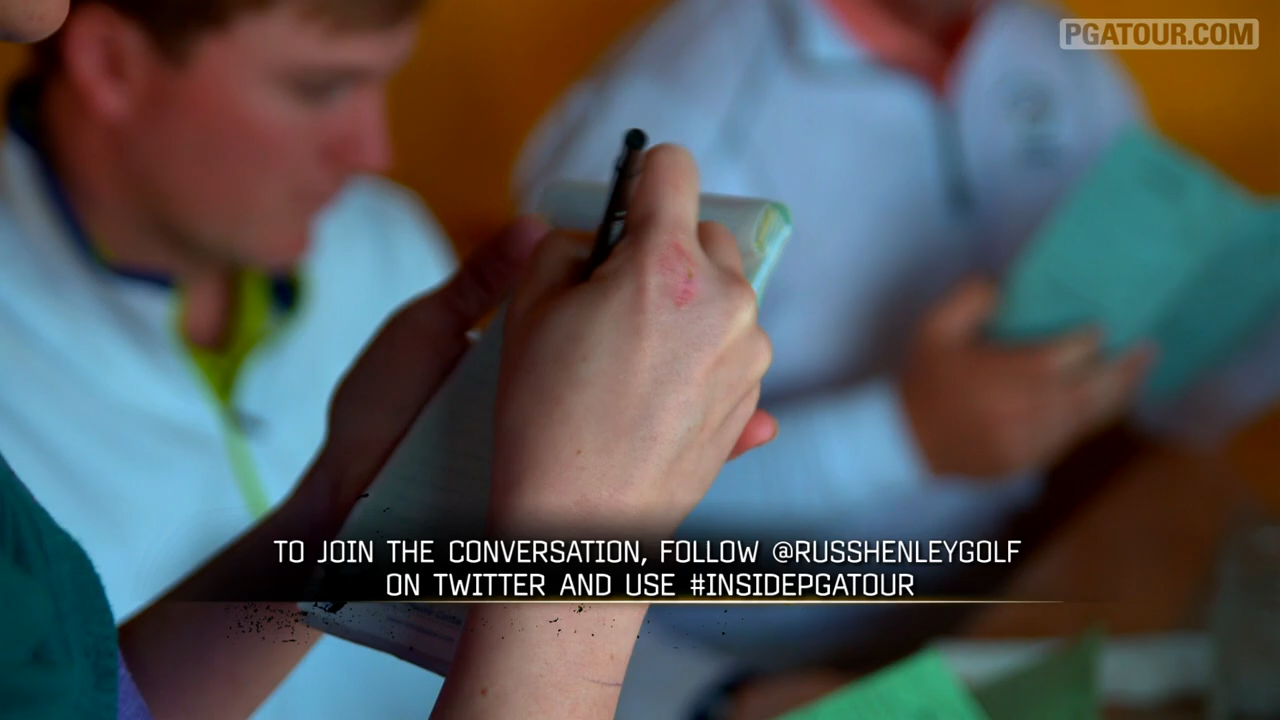 PGATOUR.COM
TO JOIN THE CONVERSATION, FOLLOW @RUSSHENLEYGOLF
ON TWITTER AND USE #INSIDEPGATOUR